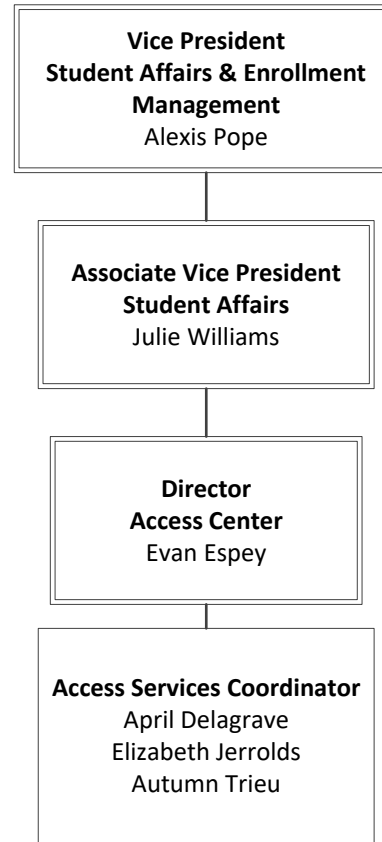 Vice President
Student Affairs & Enrollment
Management
Alexis Pope
Associate Vice President
Student Affairs
Julie Williams
Director
Access Center
Evan Espey
Access Services Coordinator
April Delagrave
Elizabeth Jerrolds
Autumn Trieu